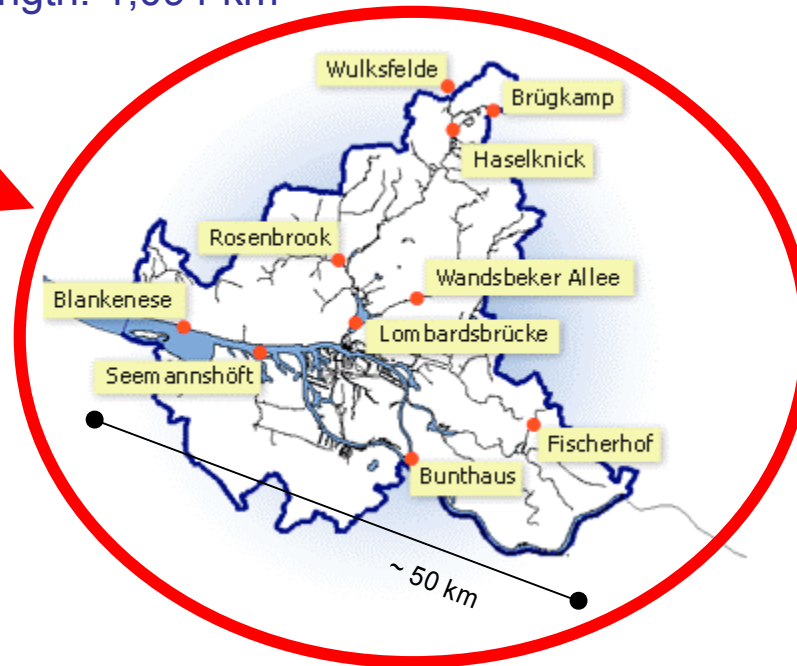 Wulksfelde
Brügkamp
Haselknick
Rosenbrook
Wandsbeker Allee
Blankenese
Lombardsbrücke
Seemannshöft
Fischerhof
Bunthaus
~ 50 km